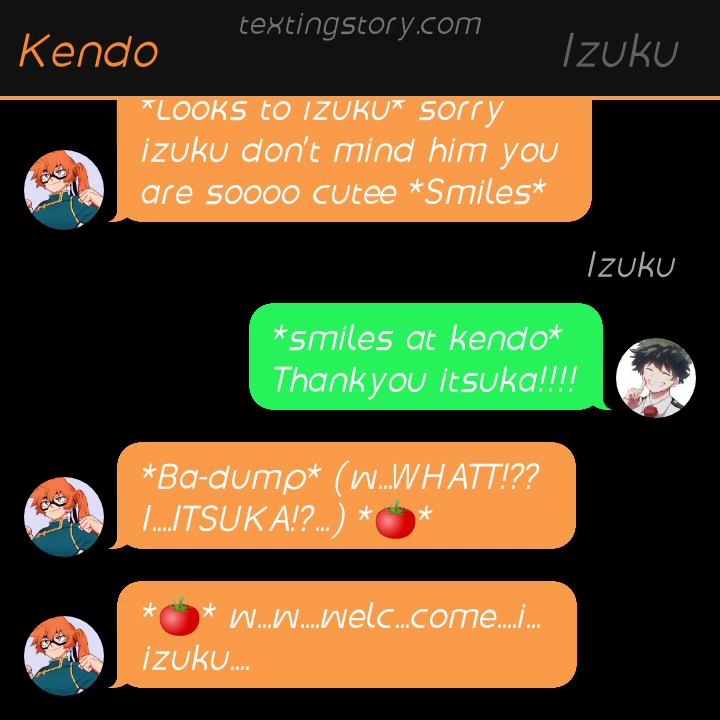 textingstory.com
Kendo
Izuku
*Looks to izuku* sorry
izuku don't mind him you
are soooo cutee *Smiles*
Izuku
*smiles at kendo*
Thankyou itsuka!!!!
*Ba-dump* (w...WHATT!??
I....ITSUKA!?...) *🍅*
*🍅* w...w....welc...come....i...
izuku....